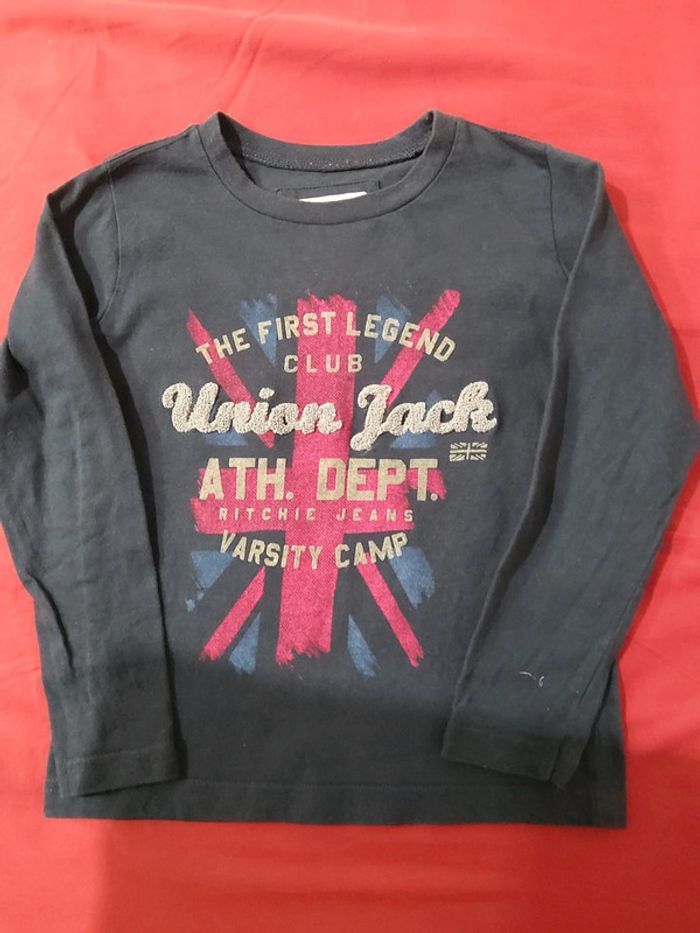 THE FIRST LEGEND
CLUB
Union Jack
ATH. DEPT.
RITCHIE JEANS
VARSITY CAMP